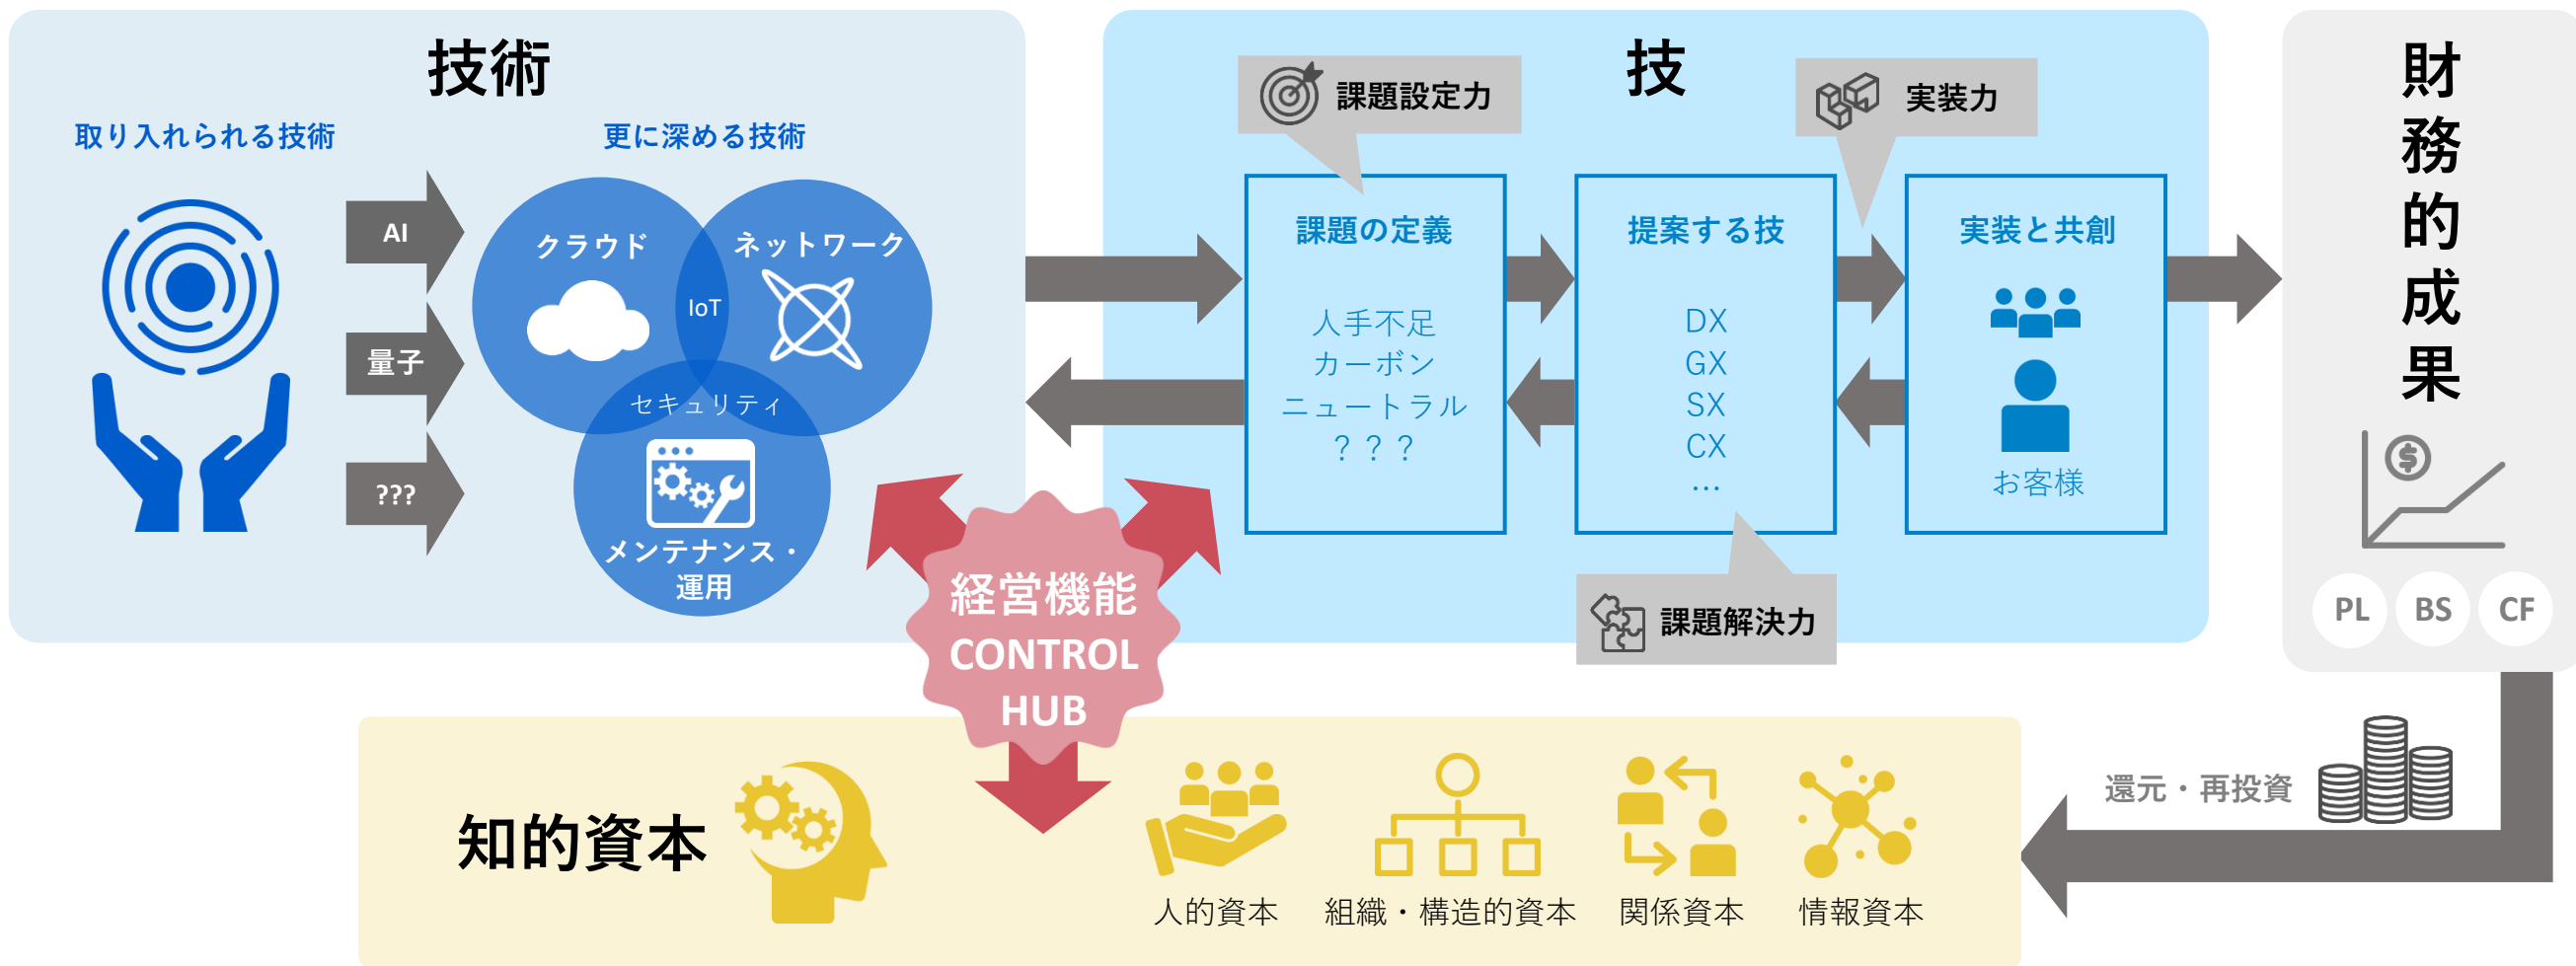 技術
取り入れられる技術
更に深める技術
AI
量子
???
クラウド
ネットワーク
IoT
セキュリティ
メンテナンス・
運用
技
課題設定力
実装力
課題の定義
人手不足
カーボン
ニュートラル
？？？
提案する技
DX
GX
SX
CX
…
実装と共創
お客様
課題解決力
財務的成果
PL
BS
CF
経営機能
CONTROL
HUB
還元・再投資
知的資本
人的資本
組織・構造的資本
関係資本
情報資本